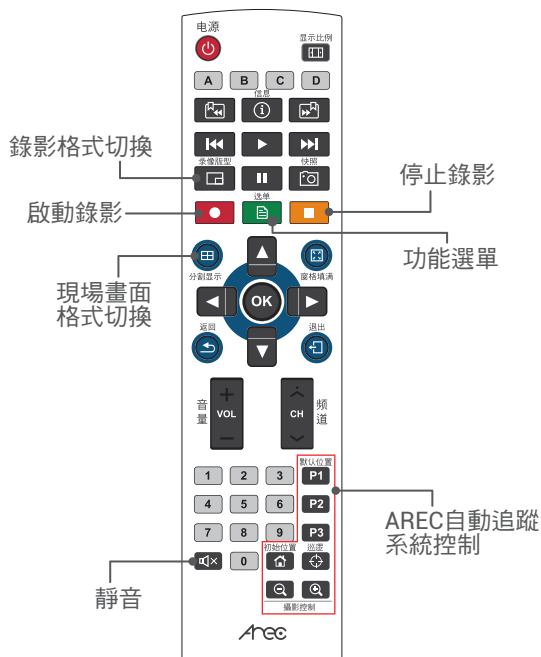 电源
显示比例
A B C D
信息
录像版型
快照
选单
分割显示
窗格填满
OK
返回
退出
音量
VOL
CH
频道
默认位置
1 2 3 P1
4 5 6 P2
7 8 9 P3
初始位置
巡逻
0
摄影控制
Arec
錄影格式切換
啟動錄影
現場畫面
格式切換
停止錄影
功能選單
AREC自動追蹤
系統控制
靜音